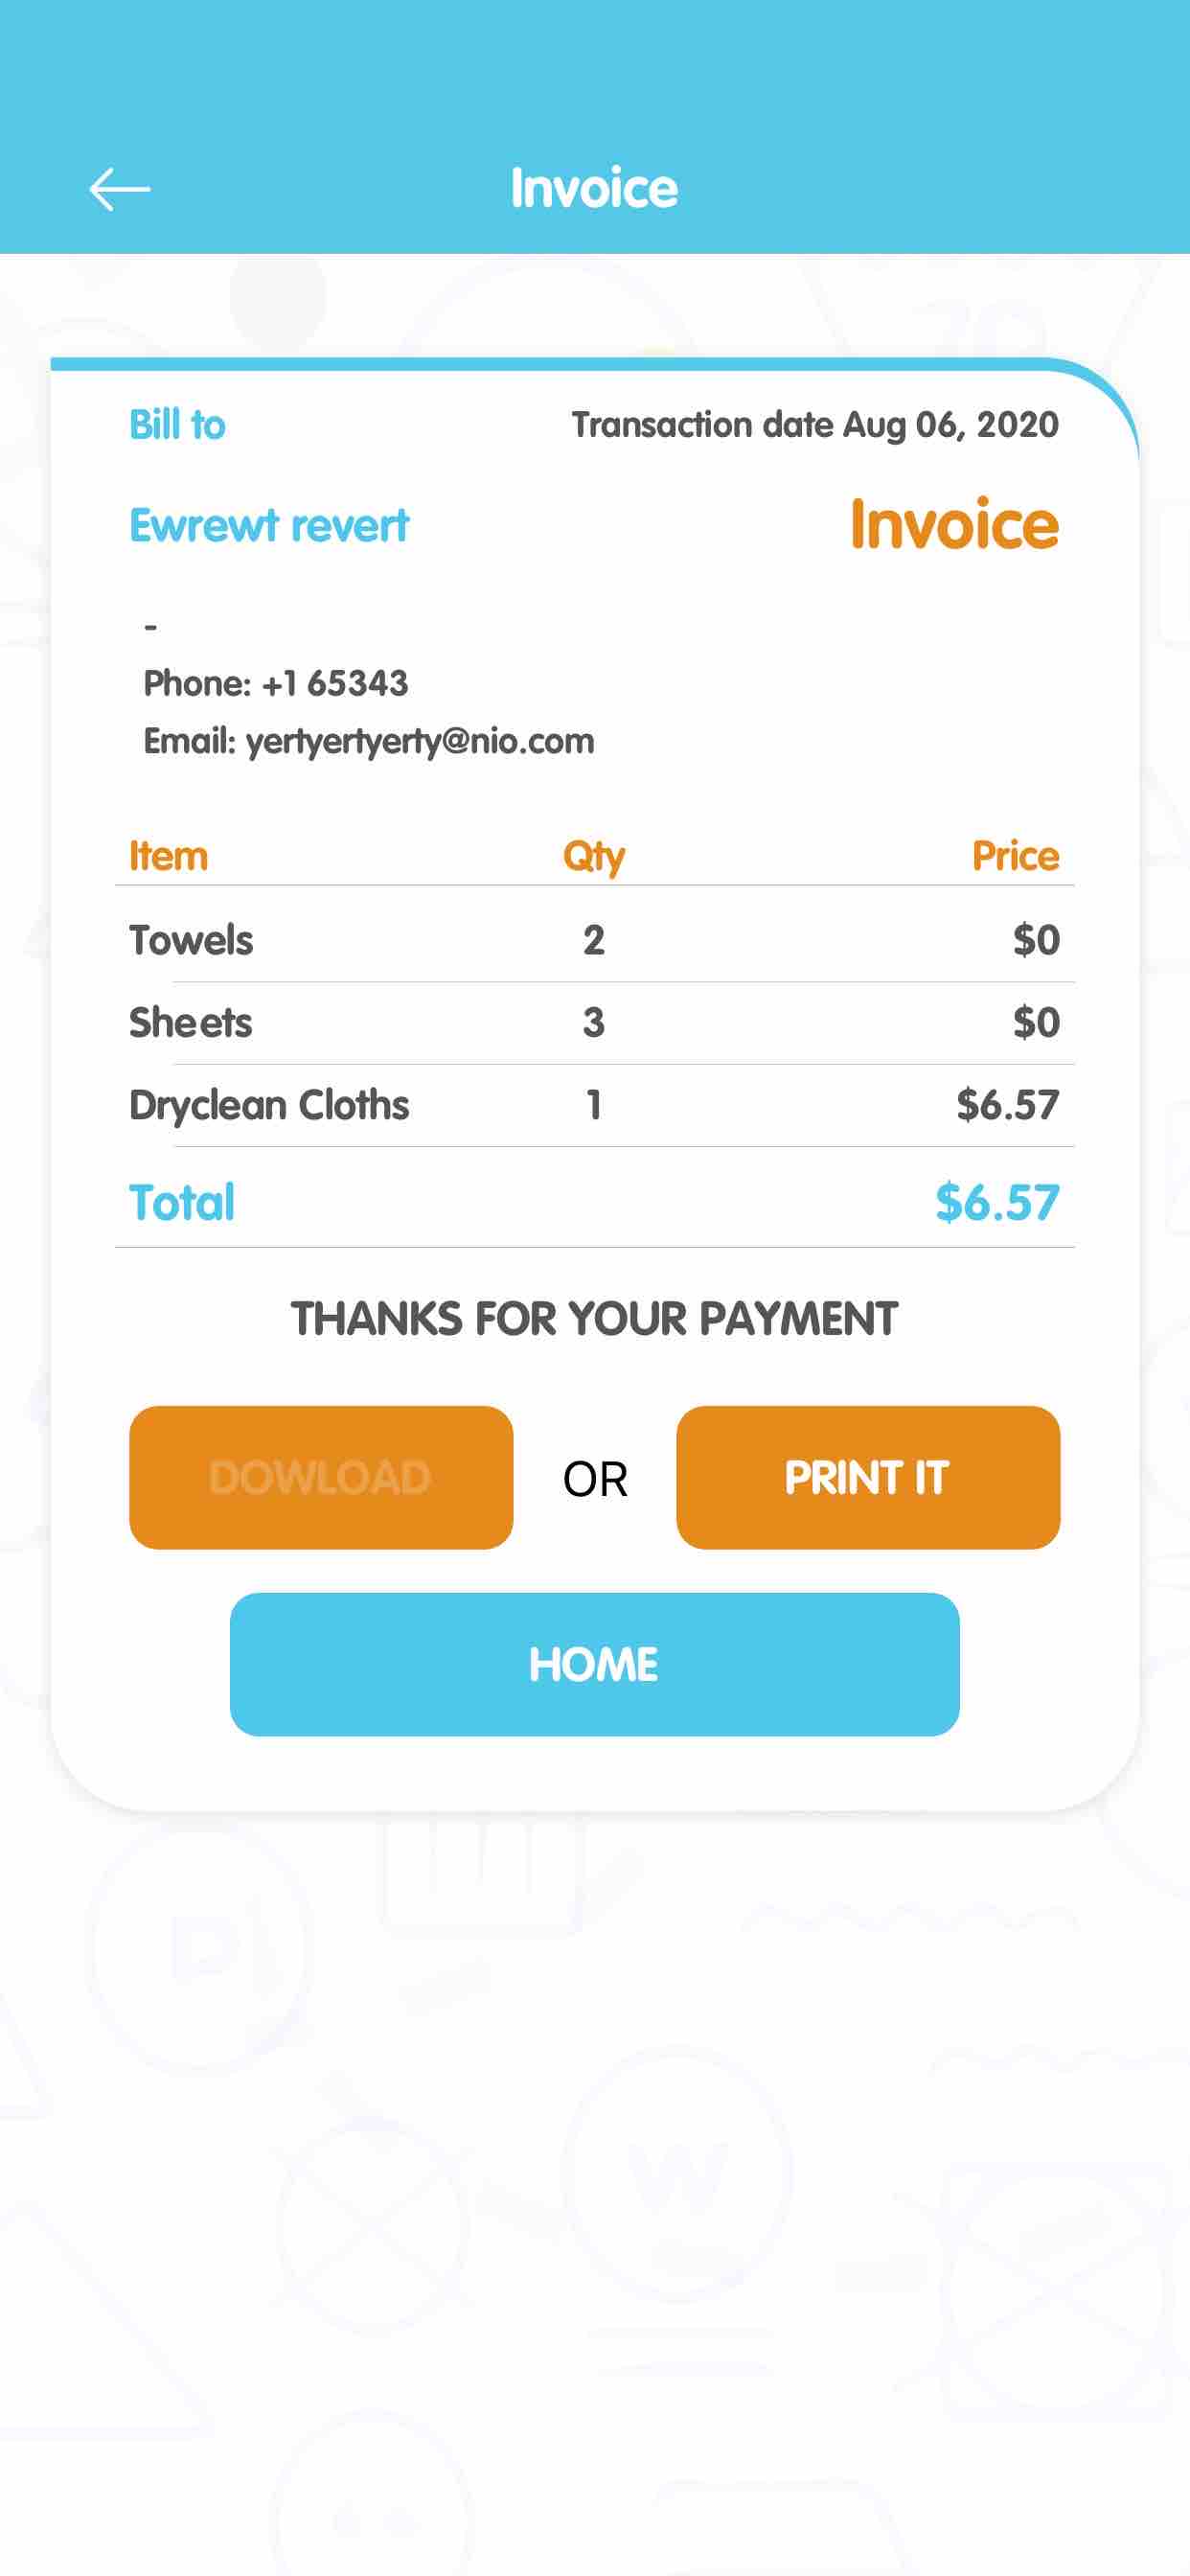 Invoice
Bill to Transaction date Aug 06, 2020
Ewrewt revert Invoice
-
Phone: +1 65343
Email: yertyertyerty@nio.com
Item Qty Price
Towels 2 $0
Sheets 3 $0
Dryclean Cloths 1 $6.57
Total $6.57
THANKS FOR YOUR PAYMENT
DOWLOAD OR PRINT IT
HOME
P
W